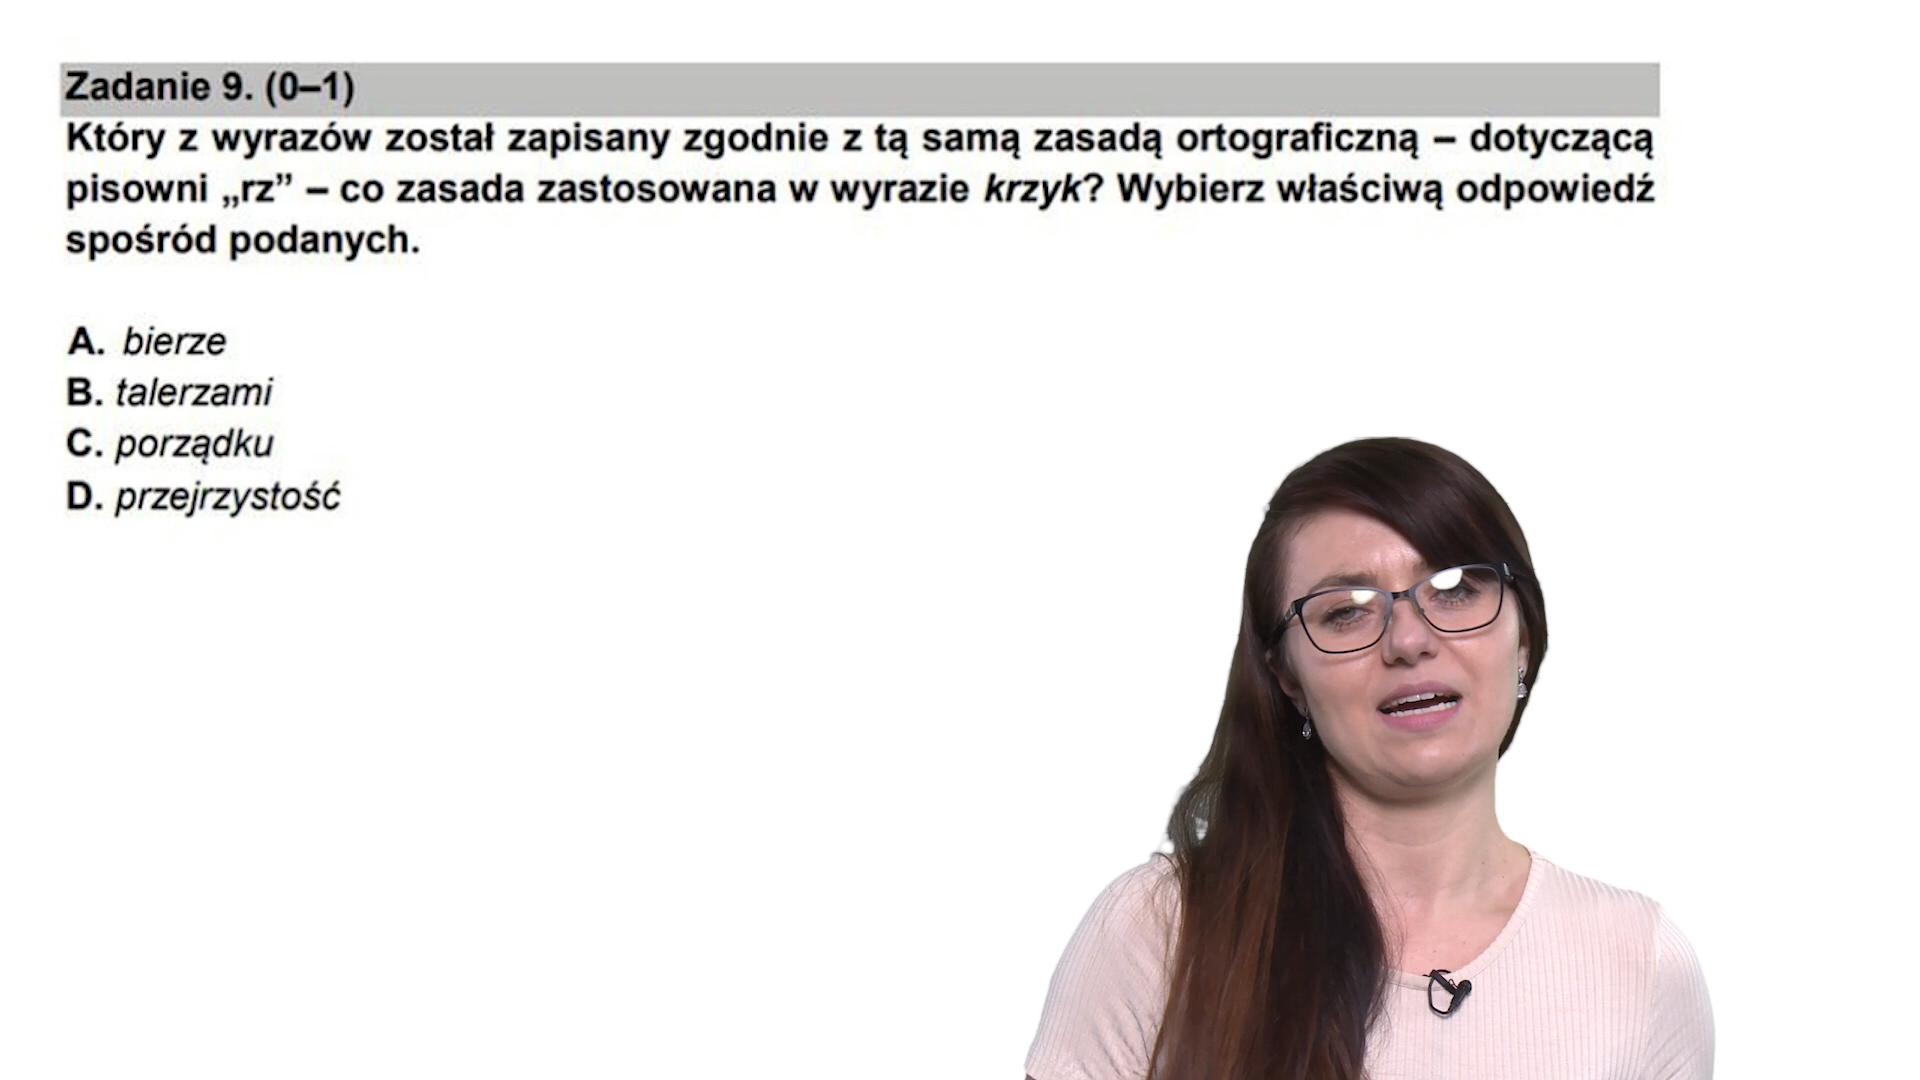 Zadanie 9. (0–1)
Który z wyrazów został zapisany zgodnie z tą samą zasadą ortograficzną – dotyczącą
pisowni „rz” – co zasada zastosowana w wyrazie krzyk? Wybierz właściwą odpowiedź
spośród podanych.
A. bierze
B. talerzami
C. porządku
D. przejrzystość